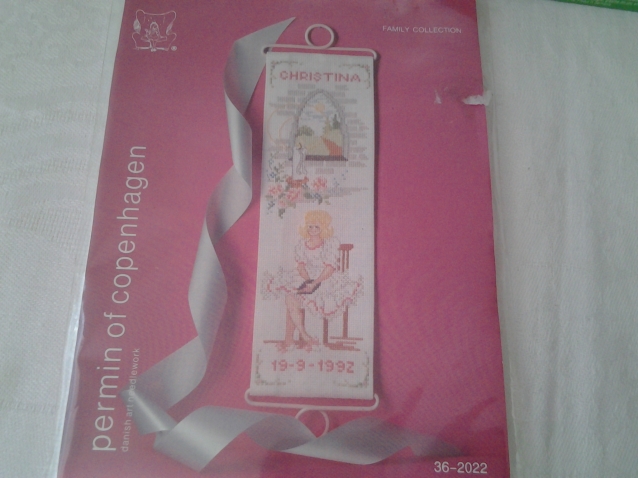 FAMILY COLLECTION
CHRISTINA
19-9-1992
permin of copenhagen
danish art needlework
36-2022